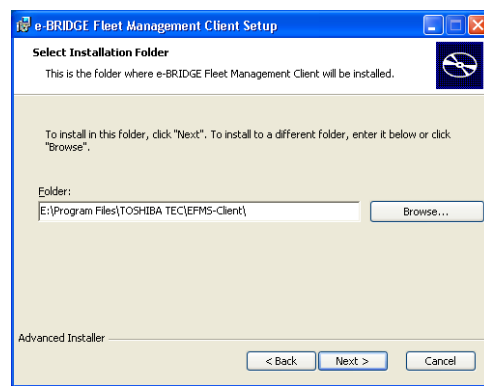 e-BRIDGE Fleet Management Client Setup
Select Installation Folder
This is the folder where e-BRIDGE Fleet Management Client will be installed.
To install in this folder, click "Next". To install to a different folder, enter it below or click
"Browse".
Folder:
E:\Program Files\TOSHIBA TEC\EFMS-Client\
Browse...
Advanced Installer
< Back
Next >
Cancel